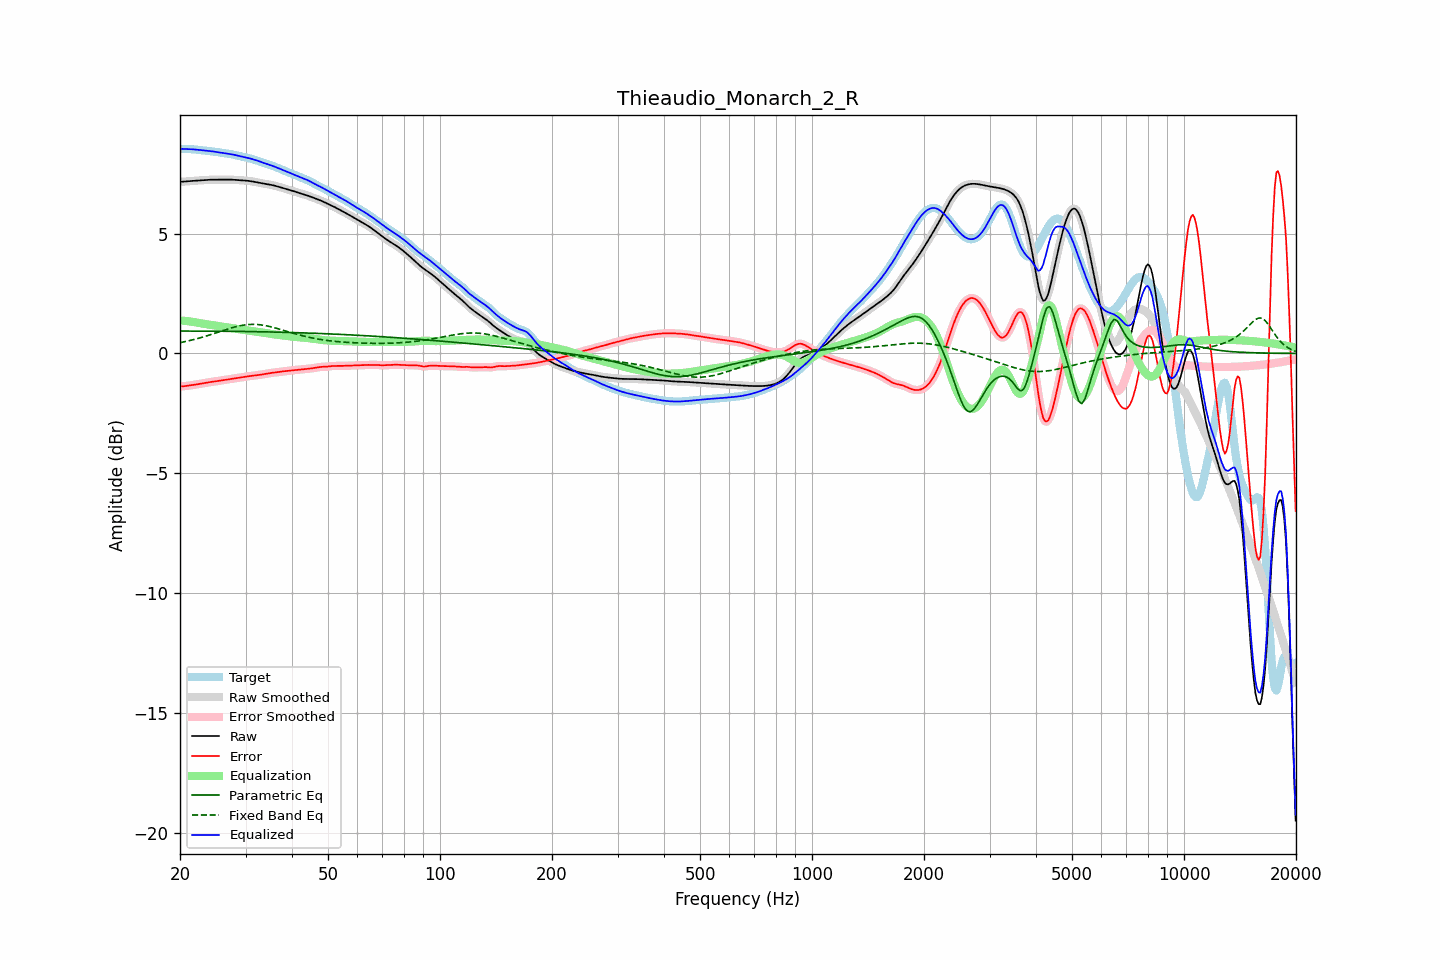 Thieaudio_Monarch_2_R
Amplitude (dBr)
5
0
−5
−10
−15
−20
Target
Raw Smoothed
Error Smoothed
Raw
Error
Equalization
Parametric Eq
Fixed Band Eq
Equalized
20 50 100 200 500 1000 2000 5000 10000 20000
Frequency (Hz)